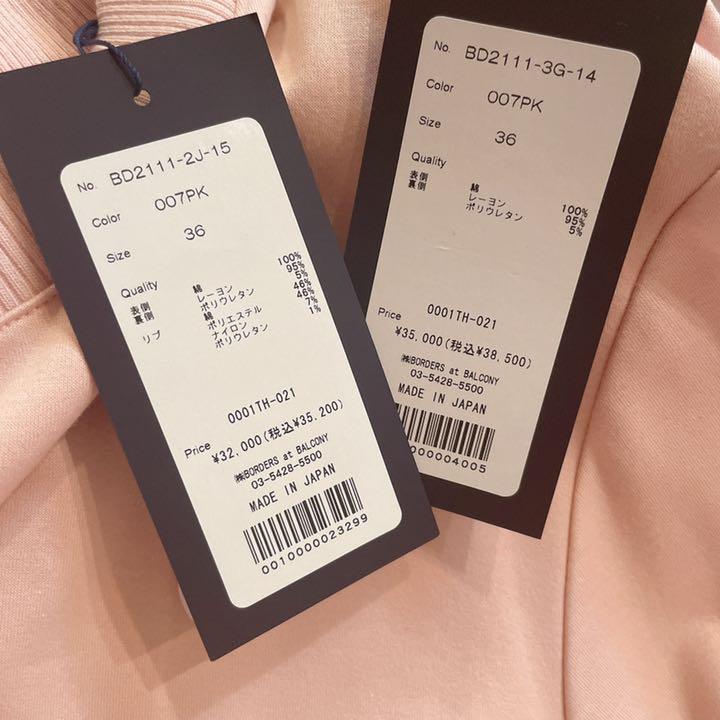 No. BD2111-2J-15
Color 007PK
Size 36
Quality
表側 綿 100%
裏側 レーヨン 95%
ポリウレタン 5%
リブ 綿 46%
ポリエステル 46%
ナイロン 7%
ポリウレタン 1%
0001TH-021
Price ¥32,000(税込¥35,200)
㈱BORDERS at BALCONY
03-5428-5500
MADE IN JAPAN
0010000023299
No. BD2111-3G-14
Color 007PK
Size 36
Quality
表側 綿 100%
裏側 レーヨン 95%
ポリウレタン 5%
0001TH-021
Price ¥35,000(税込¥38,500)
㈱BORDERS at BALCONY
03-5428-5500
MADE IN JAPAN
000004005